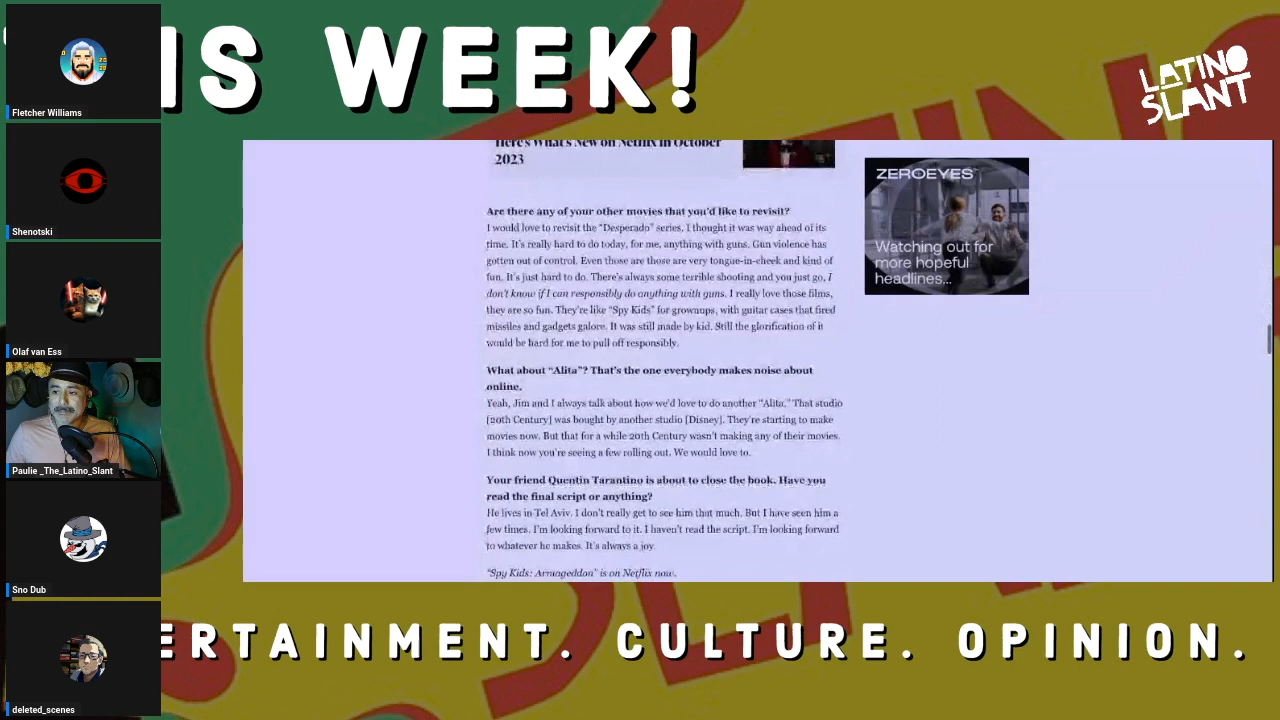 IS WEEK!
LATINO
SLANT
Fletcher Williams
Shenotski
Olaf van Ess
Paulie _The_Latino_Slant
Sno Dub
deleted_scenes
Here's What's New on Netflix in October
2023
Are there any of your other movies that you'd like to revisit?
I would love to revisit the "Desperado" series, I thought it was way ahead of its
time. It's really hard to do today, for me, anything with guns. Gun violence has
gotten out of control. Even those are those are very tongue-in-cheek and kind of
fun. It's just hard to do. There's always some terrible shooting and you just go, I
don't know if I can responsibly do anything with guns. I really love those films,
they are so fun. They're like "Spy Kids" for grownups, with guitar cases that fired
missiles and gadgets galore. It was still made by kid. Still the glorification of it
would be hard for me to pull off responsibly.
What about "Alita"? That's the one everybody makes noise about
online.
Yeah, Jim and I always talk about how we'd love to do another "Alita." That studio
[20th Century] was bought by another studio [Disney]. They're starting to make
movies now. But that for a while 20th Century wasn't making any of their movies.
I think now you're seeing a few rolling out. We would love to.
Your friend Quentin Tarantino is about to close the book. Have you
read the final script or anything?
He lives in Tel Aviv. I don't really get to see him that much. But I have seen him a
few times. I'm looking forward to it. I haven't read the script. I'm looking forward
to whatever he makes. It's always a joy.
"Spy Kids: Armageddon" is on Netflix now.
ZEROEYES
Watching out for
more hopeful
headlines...
ERTAINMENT. CULTURE. OPINION.